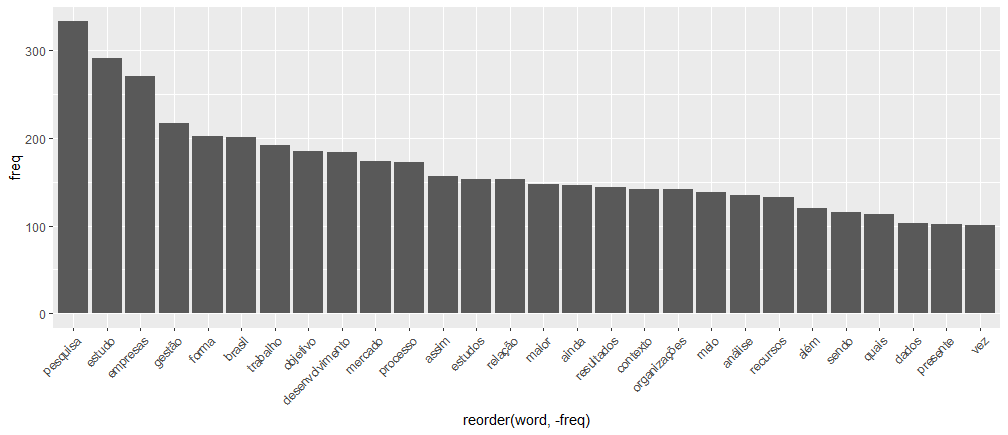 freq
300
200
100
0
pesquisa
estudo
empresas
gestão
forma
brasil
trabalho
objetivo
desenvolvimento
mercado
processo
assim
estudos
relação
maior
ainda
resultados
contexto
organizações
meio
análise
recursos
além
sendo
quais
dados
presente
vez
reorder(word, -freq)